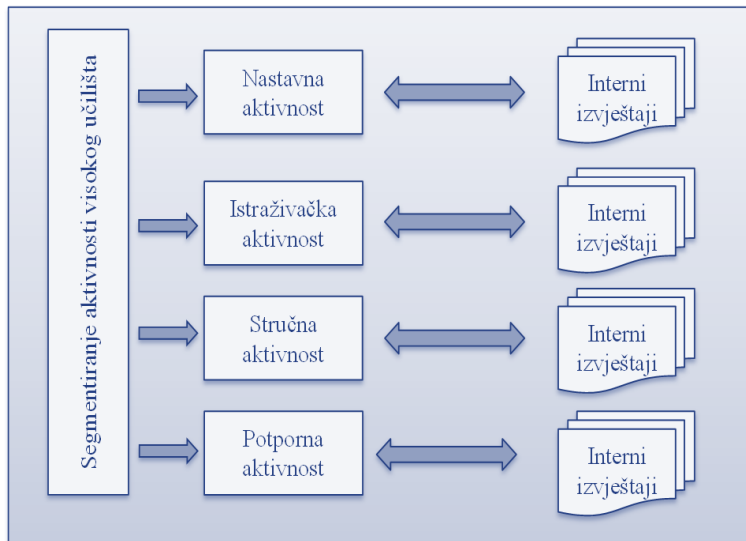 Segmentiranje aktivnosti visokog učilišta
Nastavna
aktivnost
Interni
izvještaji
Istraživačka
aktivnost
Interni
izvještaji
Stručna
aktivnost
Interni
izvještaji
Potporna
aktivnost
Interni
izvještaji